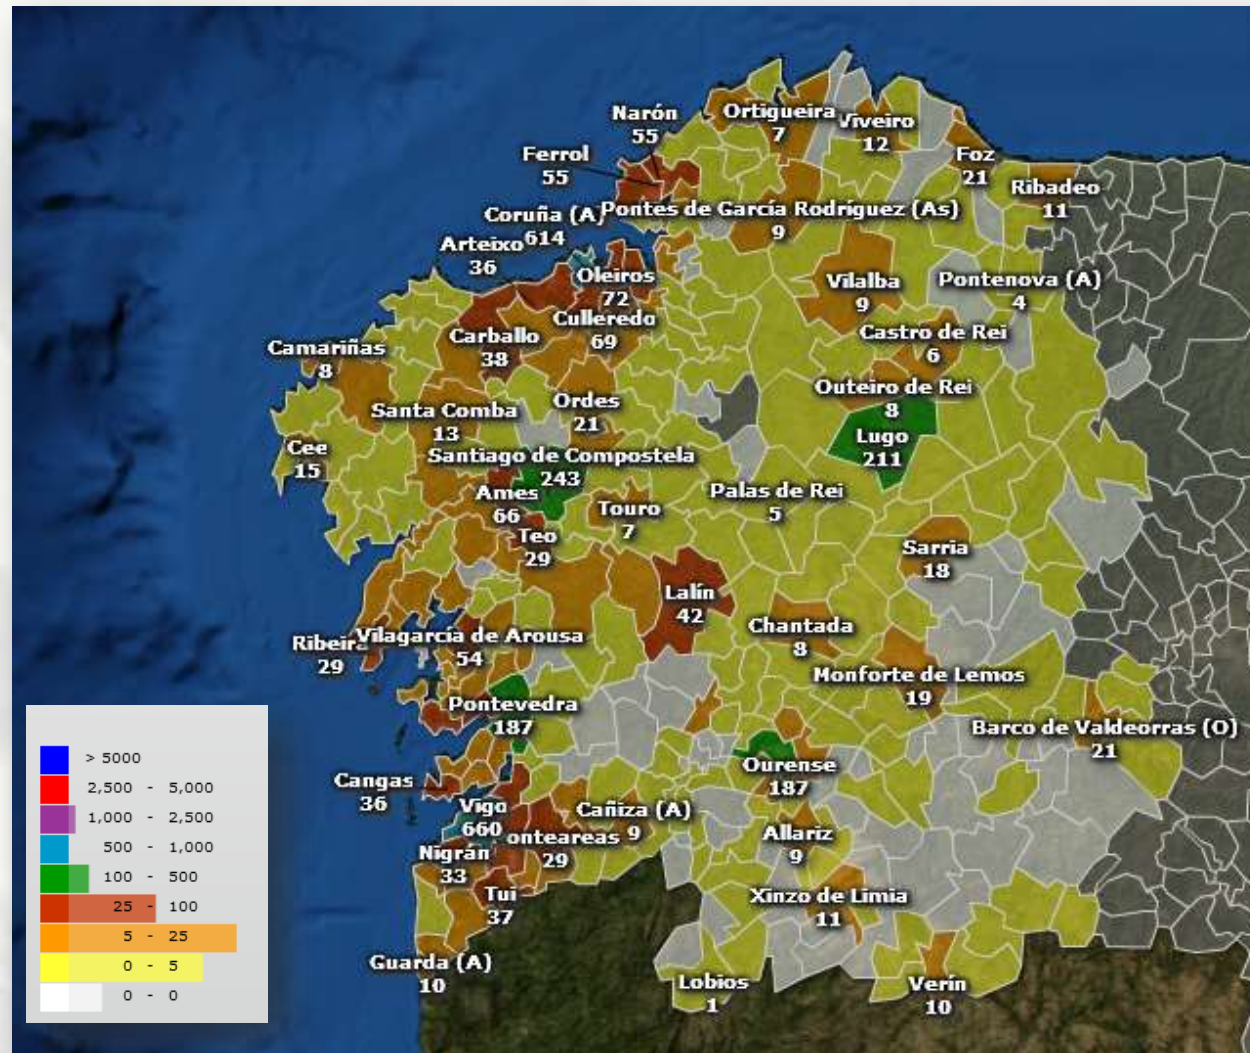 Narón
55
Ortigueira
7
Viveiro
12
Ferrol
55
Foz
21
Ribadeo
11
Coruña (A)
614
Pontes de García Rodríguez (As)
9
Arteixo
36
Oleiros
72
Vilalba
9
Pontenova (A)
4
Culleredo
69
Carballo
38
Castro de Rei
6
Camariñas
8
Outeiro de Rei
8
Ordes
21
Santa Comba
13
Lugo
211
Cee
15
Santiago de Compostela
243
Ames
66
Palas de Rei
5
Touro
7
Teo
29
Sarria
18
Lalín
42
Chantada
8
Ribeira
29
Vilagarcía de Arousa
54
Monforte de Lemos
19
Pontevedra
187
Barco de Valdeorras (O)
21
Ourense
187
Cangas
36
Vigo
660
Cañiza (A)
9
onteareas
29
Allariz
9
Nigrán
33
Tui
37
Xinzo de Limia
11
Guarda (A)
10
Lobios
1
Verín
10
> 5000
2,500 - 5,000
1,000 - 2,500
500 - 1,000
100 - 500
25 - 100
5 - 25
0 - 5
0 - 0